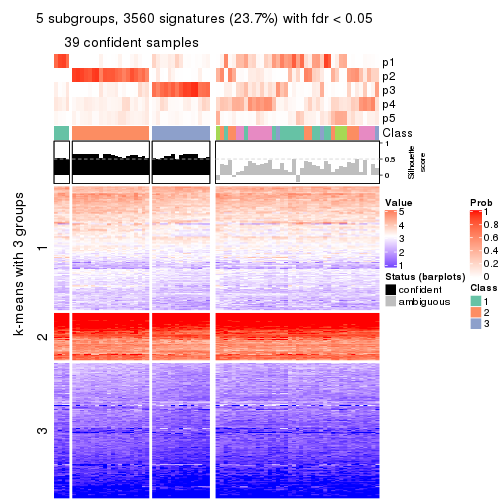 5 subgroups, 3560 signatures (23.7%) with fdr < 0.05
39 confident samples
p1
p2
p3
p4
p5
Class
1
0.5
0
Silhouette
score
k-means with 3 groups
1
2
3
Value
5
4
3
2
1
Status (barplots)
confident
ambiguous
Prob
1
0.8
0.6
0.4
0.2
0
Class
1
2
3